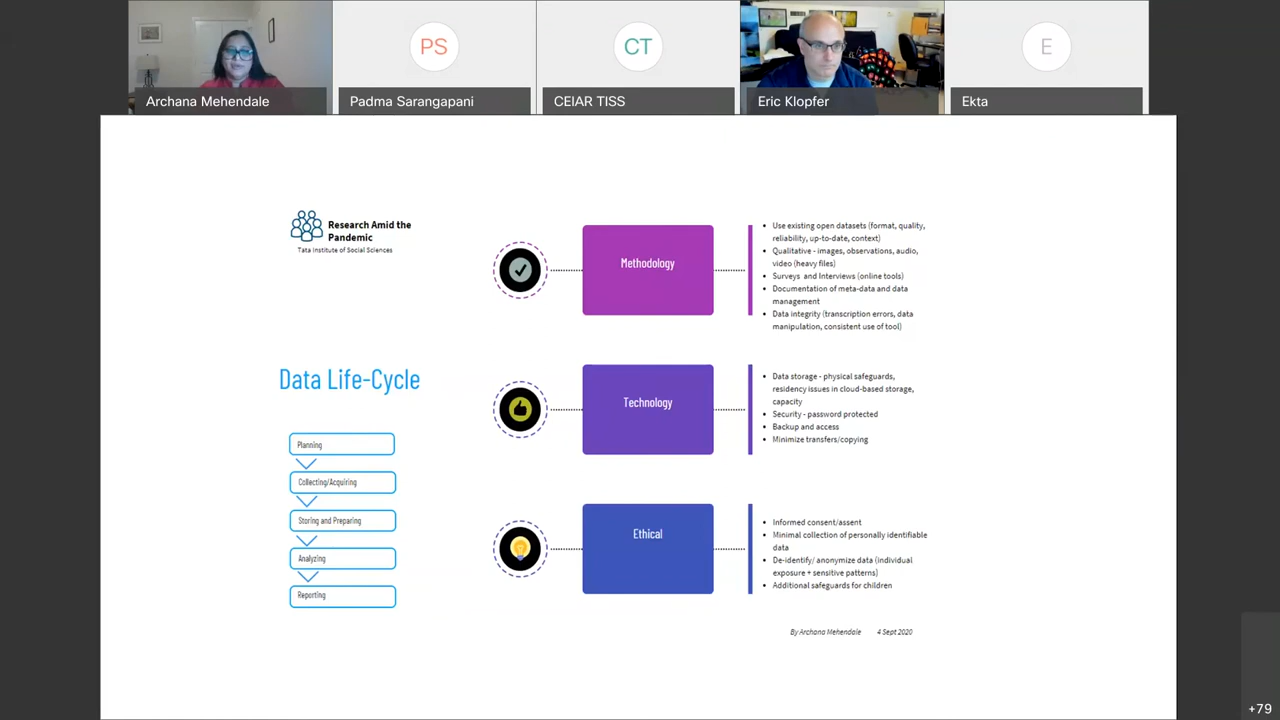 PS
CT
E
Archana Mehendale
Padma Sarangapani
CEIAR TISS
Eric Klopfer
Ekta
Research Amid the
Pandemic
Tata Institute of Social Sciences
Data Life-Cycle
Planning
Collecting/Acquiring
Storing and Preparing
Analyzing
Reporting
Methodology
• Use existing open datasets (format, quality,
reliability, up-to-date, context)
• Qualitative - images, observations, audio,
video (heavy files)
• Surveys and Interviews (online tools)
• Documentation of meta-data and data
management
• Data integrity (transcription errors, data
manipulation, consistent use of tool)
Technology
• Data storage - physical safeguards,
residency issues in cloud-based storage,
capacity
• Security - password protected
• Backup and access
• Minimize transfers/copying
Ethical
• Informed consent/assent
• Minimal collection of personally identifiable
data
• De-identify/ anonymize data (individual
exposure + sensitive patterns)
• Additional safeguards for children
By Archana Mehendale 4 Sept 2020
+79